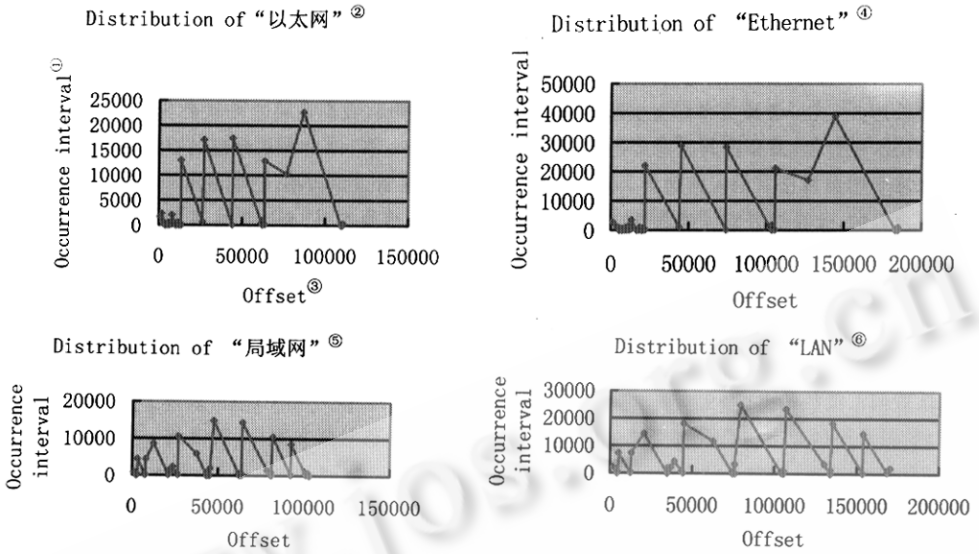 Distribution of “以太网”②
Occurrence interval①
25000
20000
15000
10000
5000
0
0 50000 100000 150000
Offset③
Distribution of “Ethernet”④
Occurrence interval
50000
40000
30000
20000
10000
0
0 50000 100000 150000 200000
Offset
Distribution of “局域网”⑤
Occurrence
interval
20000
10000
0
0 50000 100000 150000
Offset
Distribution of “LAN”⑥
Occurrence
interval
30000
20000
10000
0
0 50000 100000 150000 200000
Offset
jos.org.cn